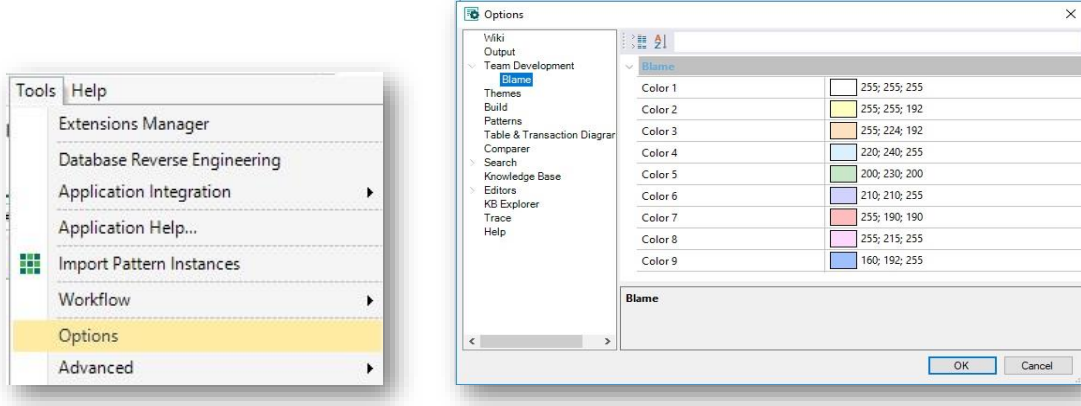 Tools Help
Extensions Manager
Database Reverse Engineering
Application Integration
Application Help...
Import Pattern Instances
Workflow
Options
Advanced
Options
Wiki
Output
Team Development
Blame
Themes
Build
Patterns
Table & Transaction Diagrar
Comparer
Search
Knowledge Base
Editors
KB Explorer
Trace
Help
Blame
Color 1 255; 255; 255
Color 2 255; 255; 192
Color 3 255; 224; 192
Color 4 220; 240; 255
Color 5 200; 230; 200
Color 6 210; 210; 255
Color 7 255; 190; 190
Color 8 255; 215; 255
Color 9 160; 192; 255
Blame
OK Cancel